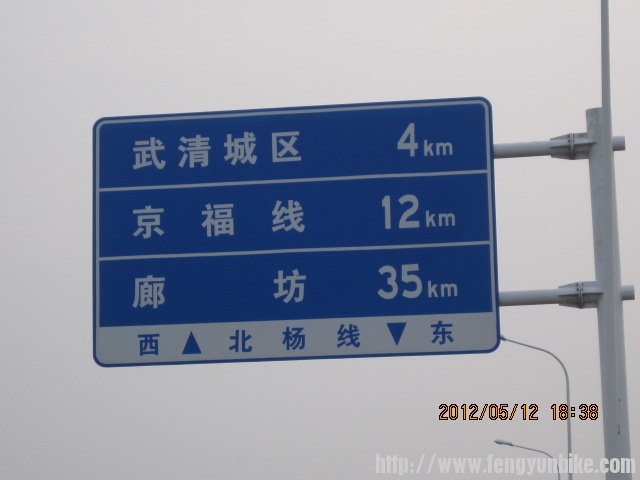 武清城区 4km
京福线 12km
廊坊 35km
西 ▲ 北杨线 ▼ 东
2012/05/12 18:38
http://www.fengyunbike.com